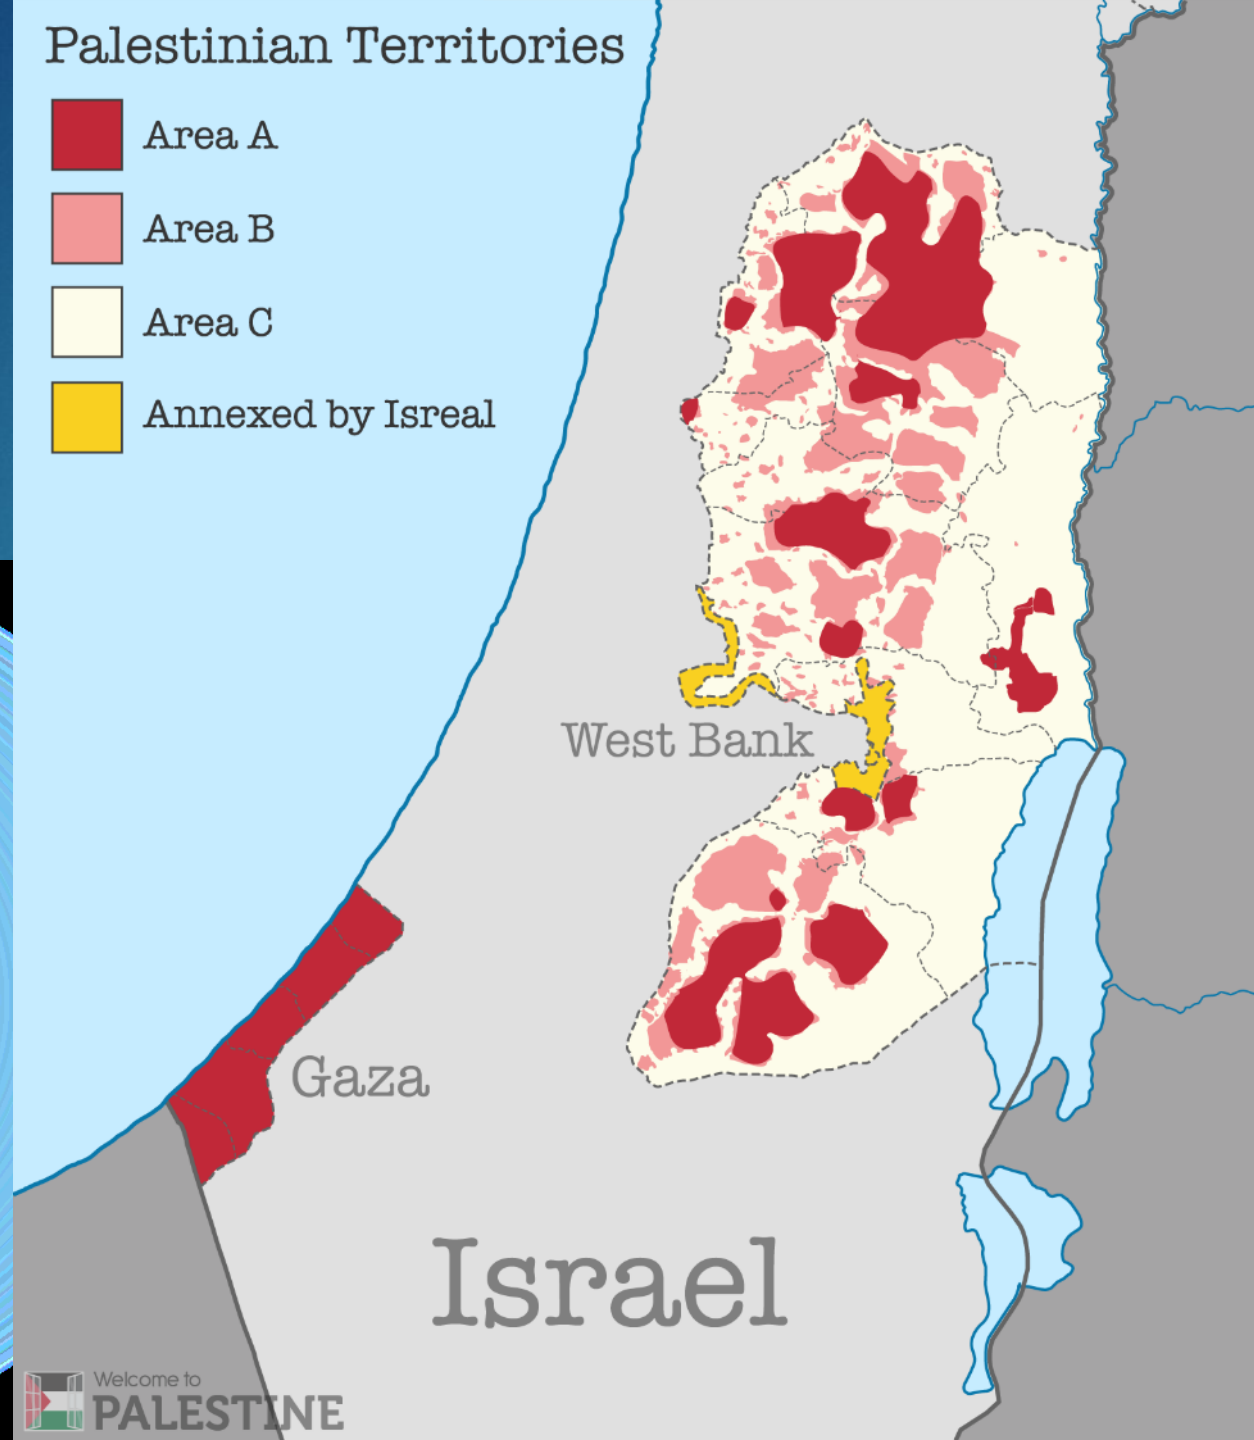 Palestinian Territories
Area A
Area B
Area C
Annexed by Isreal
West Bank
Gaza
Israel
Welcome to
PALESTINE